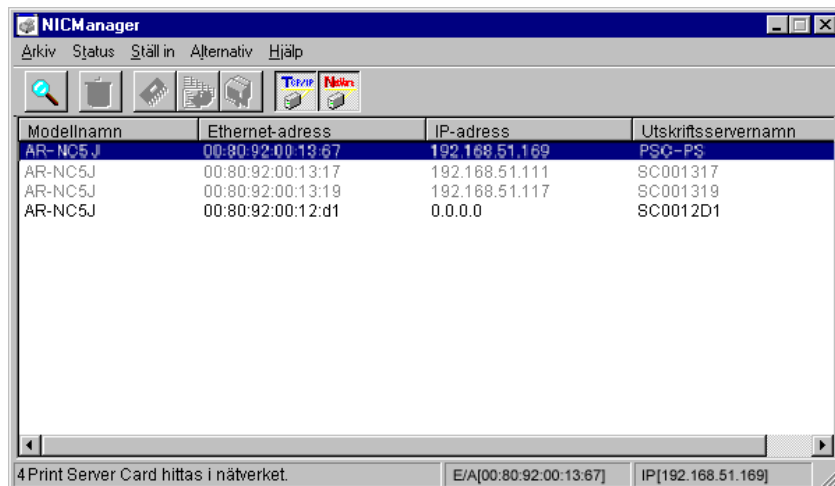 NICManager
Arkiv Status Ställ in Alternativ Hjälp
TCP/IP NetWare
Modellnamn Ethernet-adress IP-adress Utskriftsservernamn
AR-NC5J 00:80:92:00:13:67 192.168.51.169 PSC-PS
AR-NC5J 00:80:92:00:13:17 192.168.51.111 SC001317
AR-NC5J 00:80:92:00:13:19 192.168.51.117 SC001319
AR-NC5J 00:80:92:00:12:d1 0.0.0.0 SC0012D1
4 Print Server Card hittas i nätverket. E/A[00:80:92:00:13:67] IP[192.168.51.169]